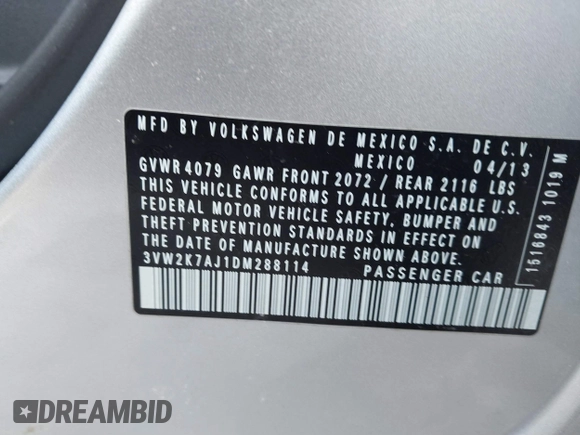 MFD BY VOLKSWAGEN DE MEXICO S.A. DE C.V.
MEXICO 04/13
GVWR 4079 GAWR FRONT 2072 / REAR 2116 LBS
THIS VEHICLE CONFORMS TO ALL APPLICABLE U.S.
FEDERAL MOTOR VEHICLE SAFETY, BUMPER AND
THEFT PREVENTION STANDARDS IN EFFECT ON
THE DATE OF MANUFACTURE SHOWN ABOVE.
3VW2K7AJ1DM288114 PASSENGER CAR
1516843 1019 M
DREAMBID